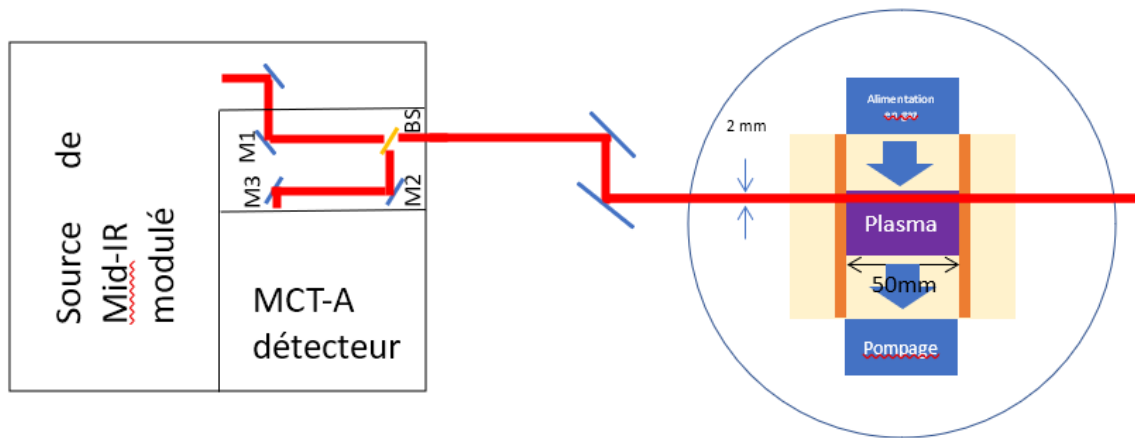 Source de
Mid-IR
modulé
M1
BS
M3
M2
MCT-A
détecteur
2 mm
Alimentation
Plasma
50mm
Pompage